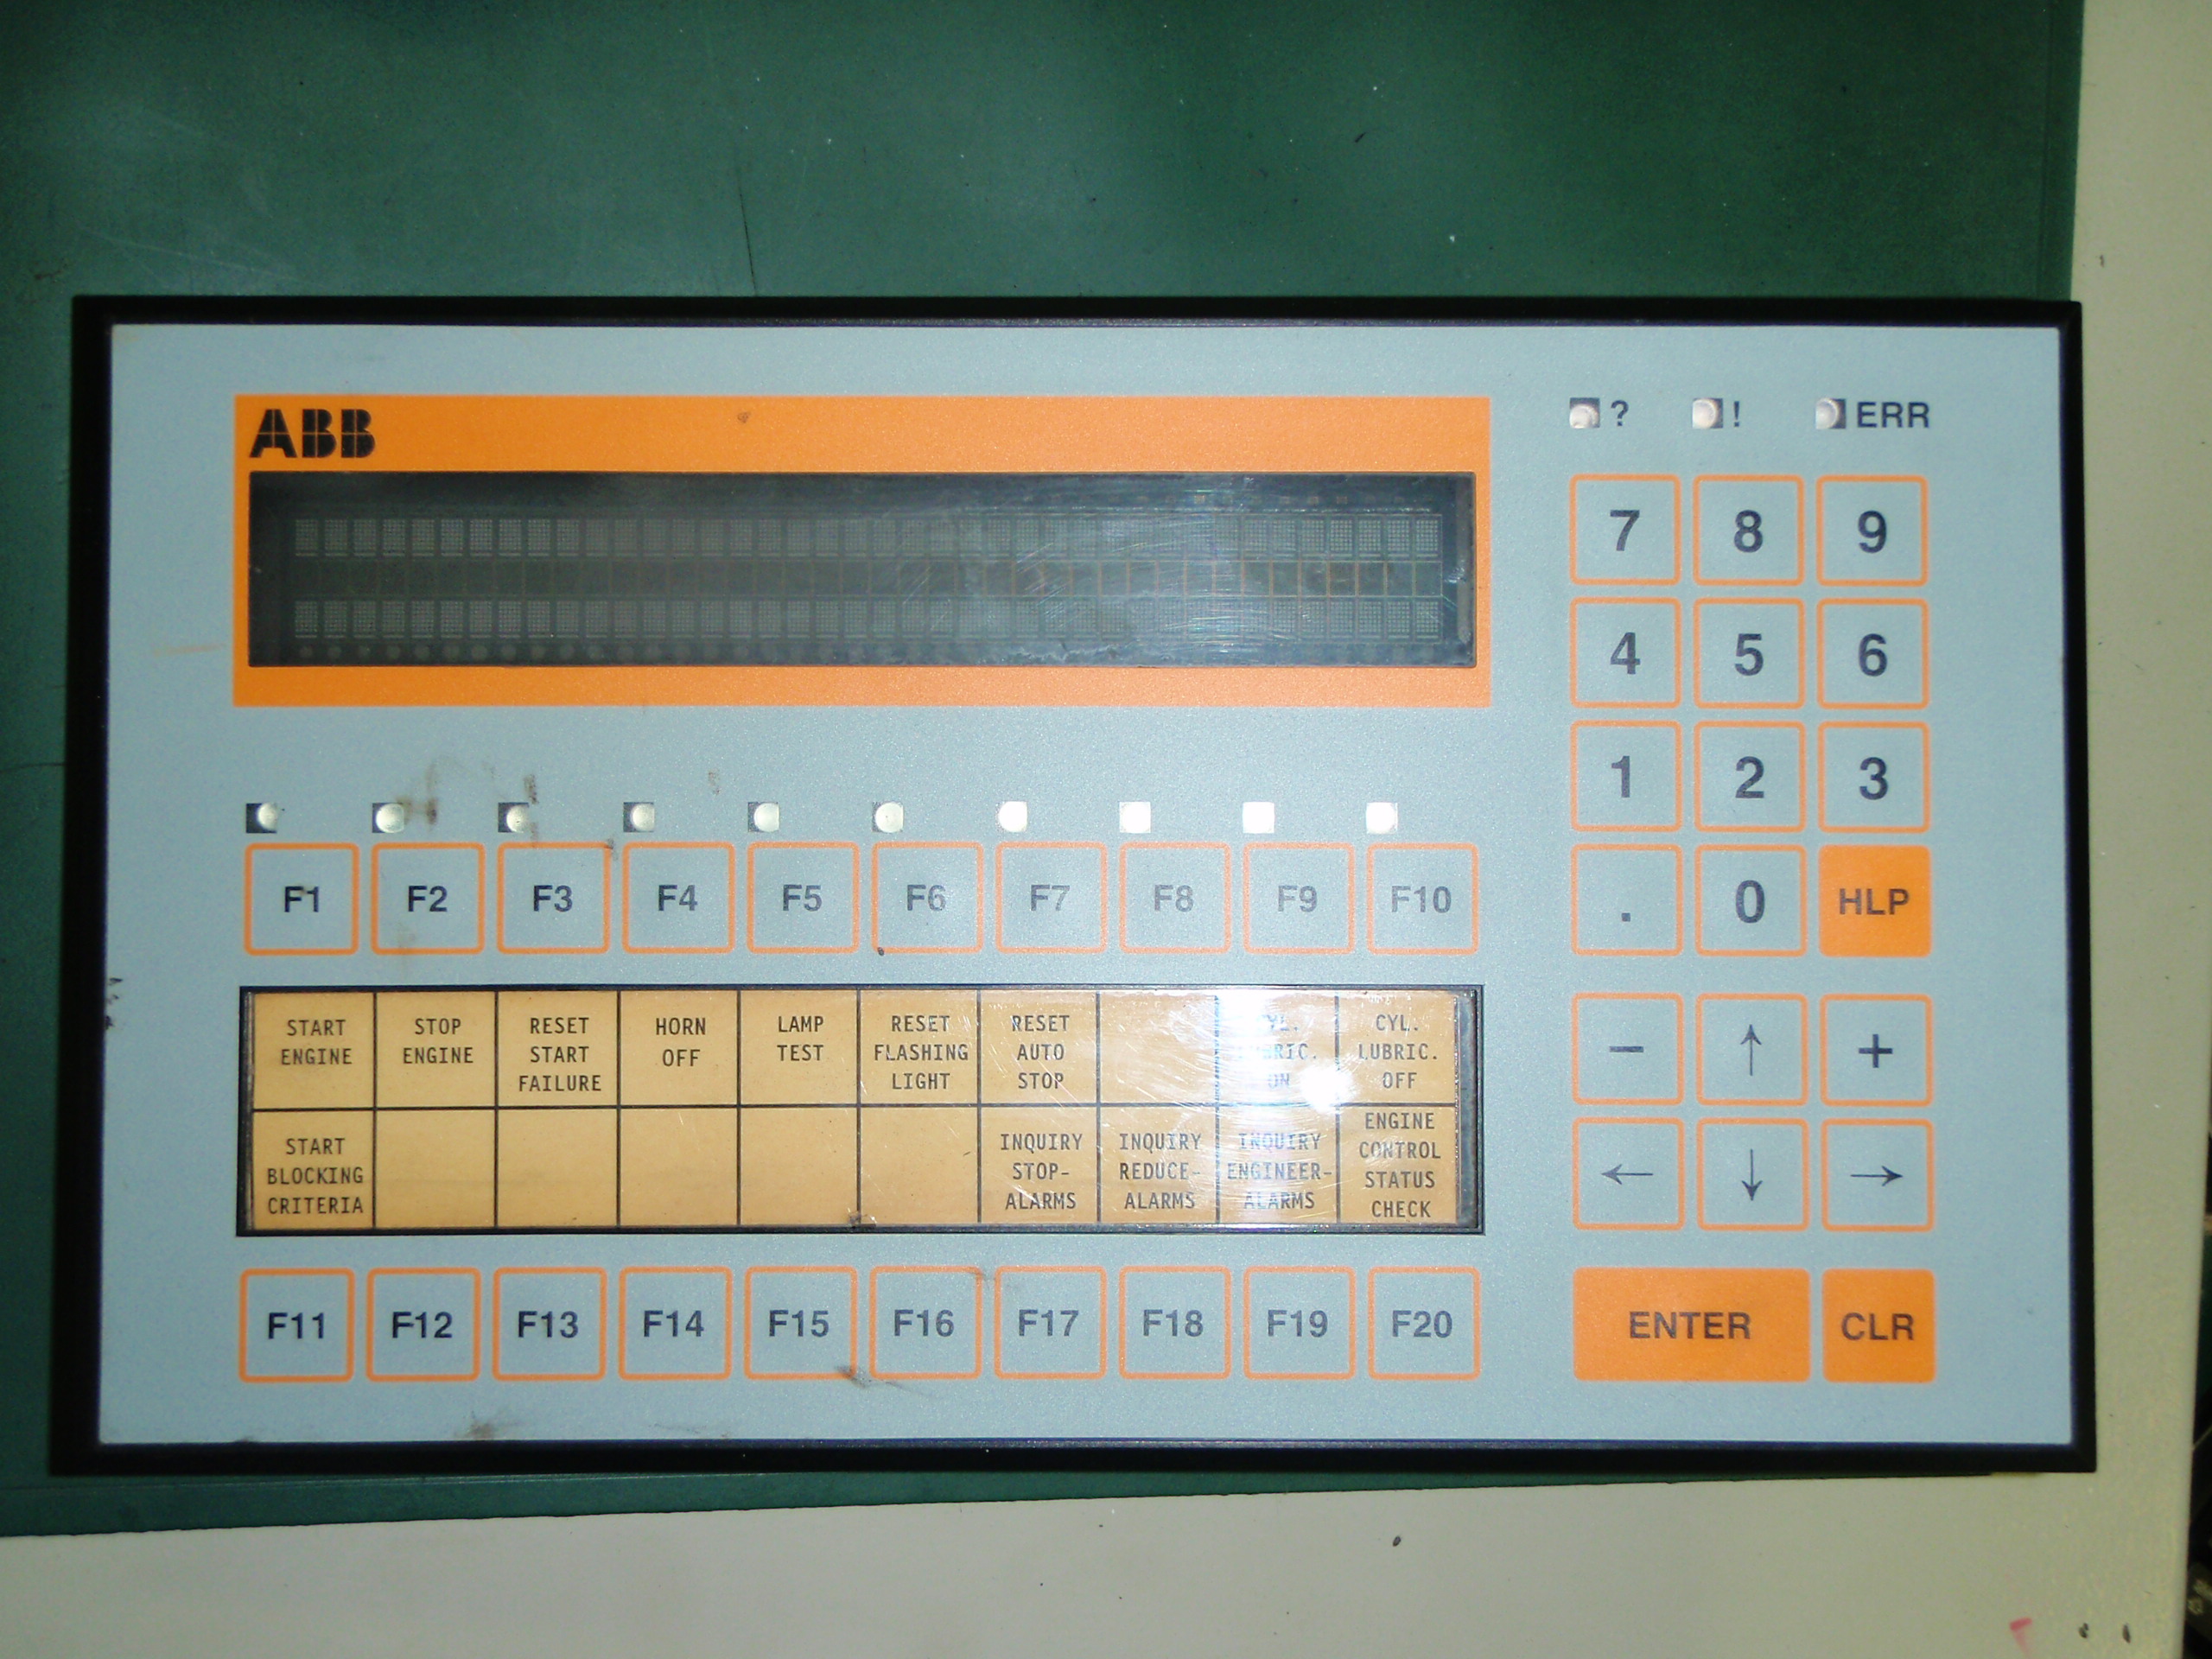 ABB
? ! ERR
7 8 9
4 5 6
1 2 3
. 0 HLP
F1 F2 F3 F4 F5 F6 F7 F8 F9 F10
START
ENGINE
STOP
ENGINE
RESET
START
FAILURE
HORN
OFF
LAMP
TEST
RESET
FLASHING
LIGHT
RESET
AUTO
STOP
ON
CYL.
LUBRIC.
OFF
START
BLOCKING
CRITERIA
INQUIRY
STOP-
ALARMS
INQUIRY
REDUCE-
ALARMS
INQUIRY
ENGINEER-
ALARMS
ENGINE
CONTROL
STATUS
CHECK
- ↑ +
← ↓ →
F11 F12 F13 F14 F15 F16 F17 F18 F19 F20
ENTER CLR